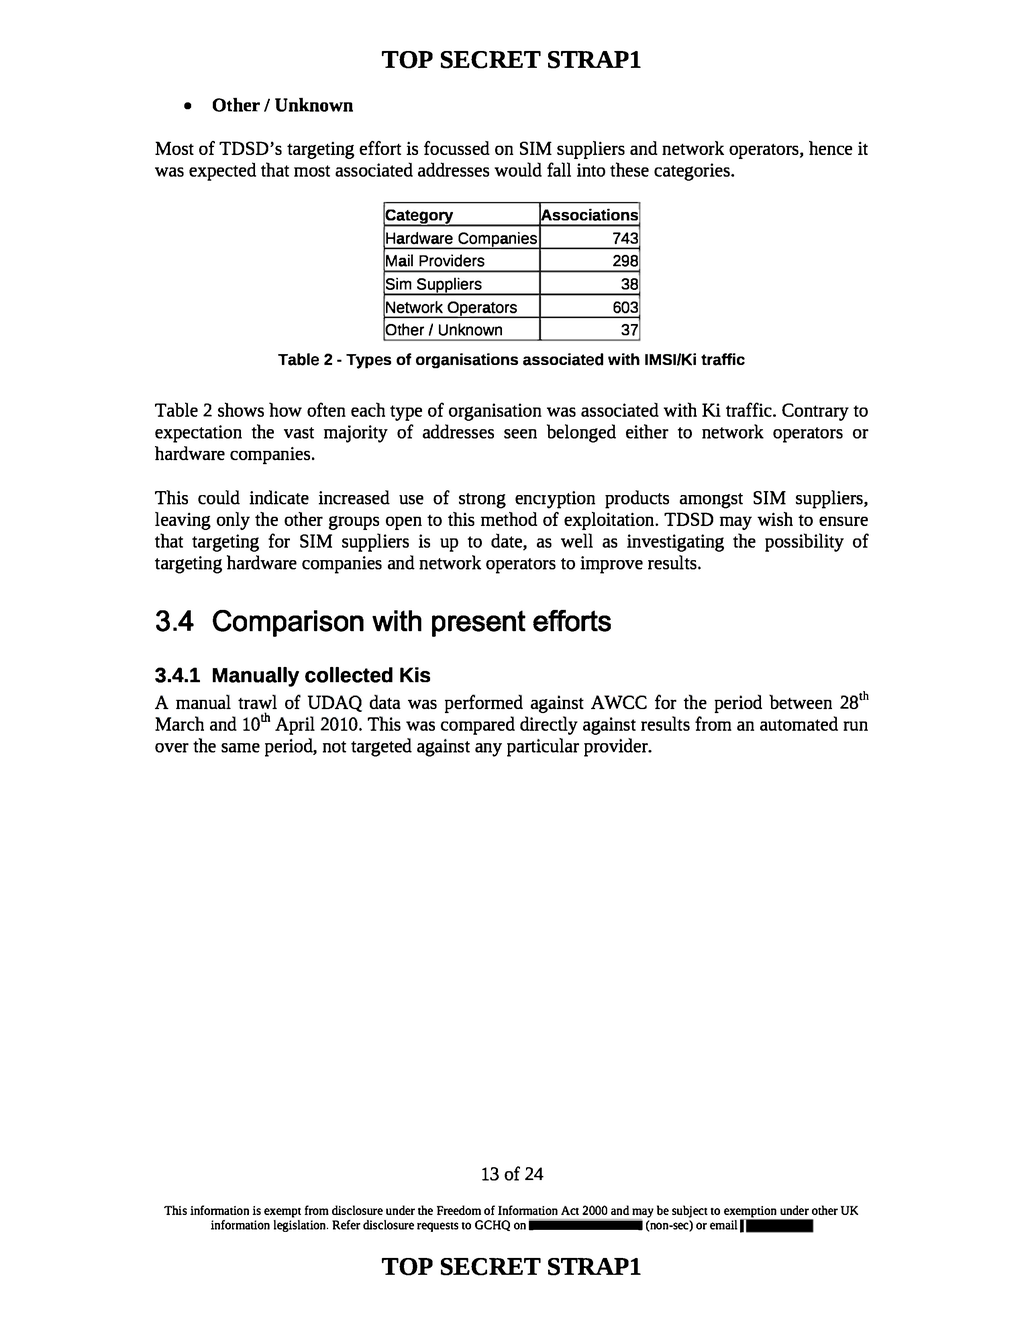 TOP SECRET STRAP1
• Other / Unknown
Most of TDSD's targeting effort is focussed on SIM suppliers and network operators, hence it
was expected that most associated addresses would fall into these categories.
Category Associations
Hardware Companies 743
Mail Providers 298
Sim Suppliers 38
Network Operators 603
Other / Unknown 37
Table 2 - Types of organisations associated with IMSI/Ki traffic
Table 2 shows how often each type of organisation was associated with Ki traffic. Contrary to
expectation the vast majority of addresses seen belonged either to network operators or
hardware companies.
This could indicate increased use of strong encryption products amongst SIM suppliers,
leaving only the other groups open to this method of exploitation. TDSD may wish to ensure
that targeting for SIM suppliers is up to date, as well as investigating the possibility of
targeting hardware companies and network operators to improve results.
3.4 Comparison with present efforts
3.4.1 Manually collected Kis
A manual trawl of UDAQ data was performed against AWCC for the period between 28th
March and 10th April 2010. This was compared directly against results from an automated run
over the same period, not targeted against any particular provider.
13 of 24
This information is exempt from disclosure under the Freedom of Information Act 2000 and may be subject to exemption under other UK
information legislation. Refer disclosure requests to GCHQ on (non-sec) or email
TOP SECRET STRAP1